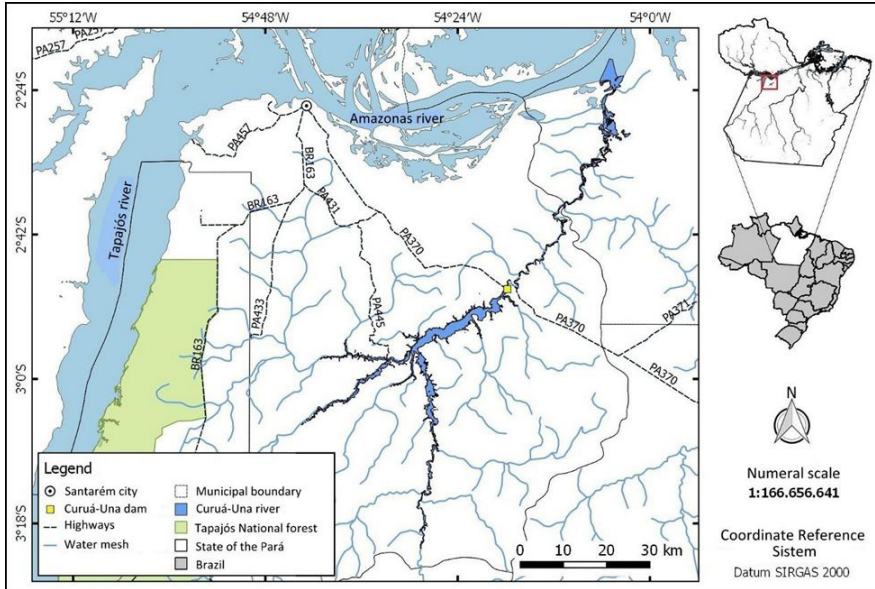 55°12'W
54°48'W
54°24'W
54°0'W
2°24'S
2°42'S
3°0'S
3°18'S
PA257
PA257
Amazonas river
PA457
BR163
Tapajós river
BR163
PA431
PA370
PA433
PA445
BR163
PA370
PA371
PA370
Legend
Santarém city
Curuá-Una dam
Highways
Water mesh
Municipal boundary
Curuá-Una river
Tapajós National forest
State of the Pará
Brazil
0 10 20 30 km
N
Numeral scale
1:166.656.641
Coordinate Reference
Sistem
Datum SIRGAS 2000